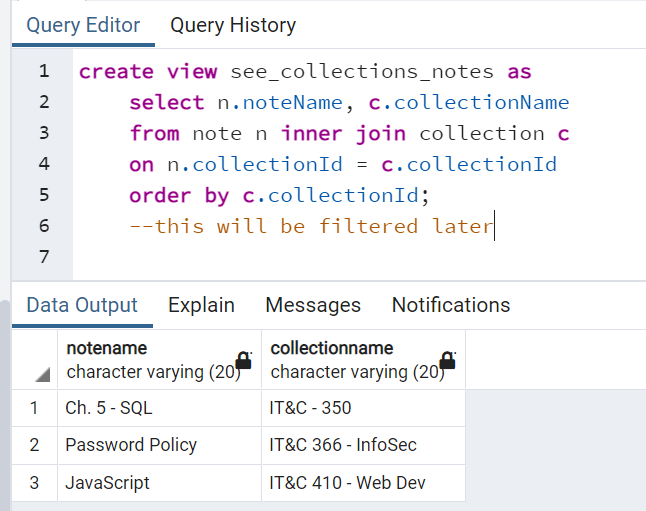 Query Editor Query History
1 create view see_collections_notes as
2 select n.noteName, c.collectionName
3 from note n inner join collection c
4 on n.collectionId = c.collectionId
5 order by c.collectionId;
6 --this will be filtered later
7
Data Output Explain Messages Notifications
notename collectionname
character varying (20) character varying (20)
1 Ch. 5 - SQL IT&C - 350
2 Password Policy IT&C 366 - InfoSec
3 JavaScript IT&C 410 - Web Dev